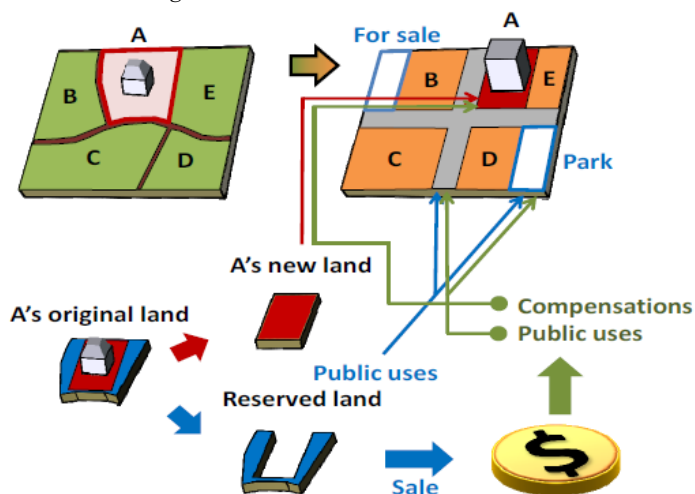 A
For sale
A
B
E
B
E
C
D
C
D
Park
A's new land
A's original land
Compensations
Public uses
Public uses
Reserved land
Sale
$